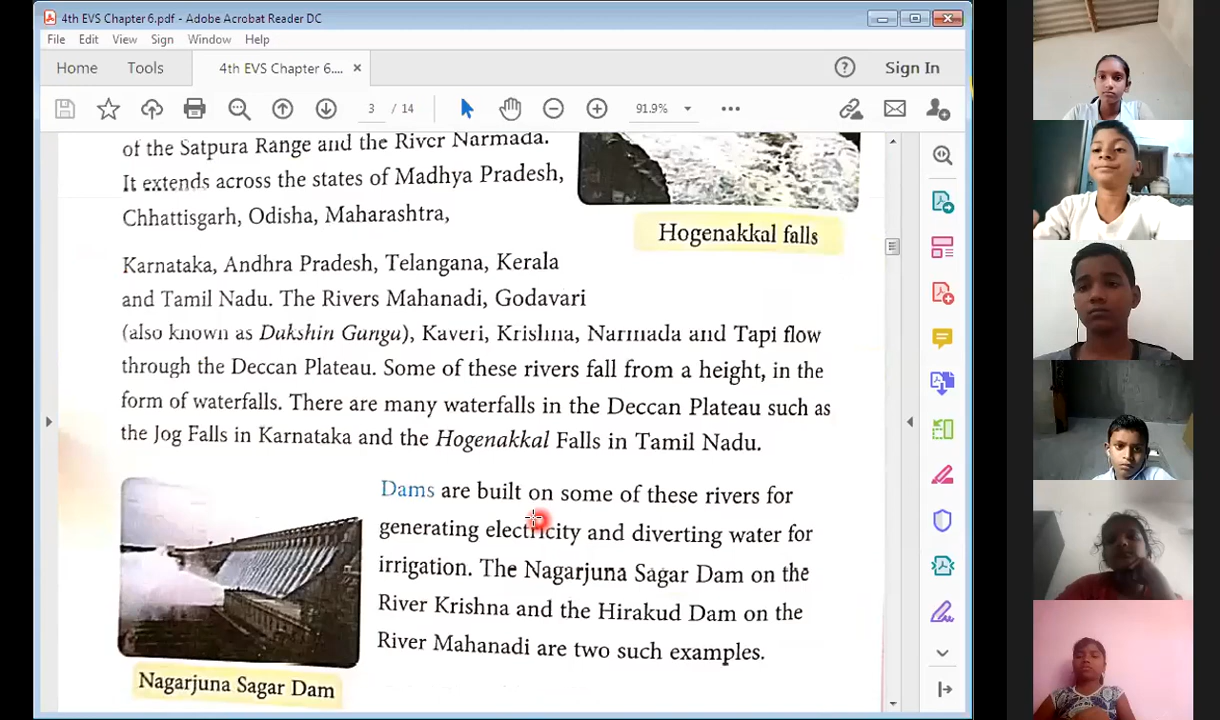 4th EVS Chapter 6.pdf - Adobe Acrobat Reader DC
File Edit View Sign Window Help
Home Tools 4th EVS Chapter 6.... × Sign In
3 / 14 91.9%
of the Satpura Range and the River Narmada.
It extends across the states of Madhya Pradesh,
Chhattisgarh, Odisha, Maharashtra,
Hogenakkal falls
Karnataka, Andhra Pradesh, Telangana, Kerala
and Tamil Nadu. The Rivers Mahanadi, Godavari
(also known as Dakshin Ganga), Kaveri, Krishna, Narmada and Tapi flow
through the Deccan Plateau. Some of these rivers fall from a height, in the
form of waterfalls. There are many waterfalls in the Deccan Plateau such as
the Jog Falls in Karnataka and the Hogenakkal Falls in Tamil Nadu.
Dams are built on some of these rivers for
generating electricity and diverting water for
irrigation. The Nagarjuna Sagar Dam on the
River Krishna and the Hirakud Dam on the
River Mahanadi are two such examples.
Nagarjuna Sagar Dam